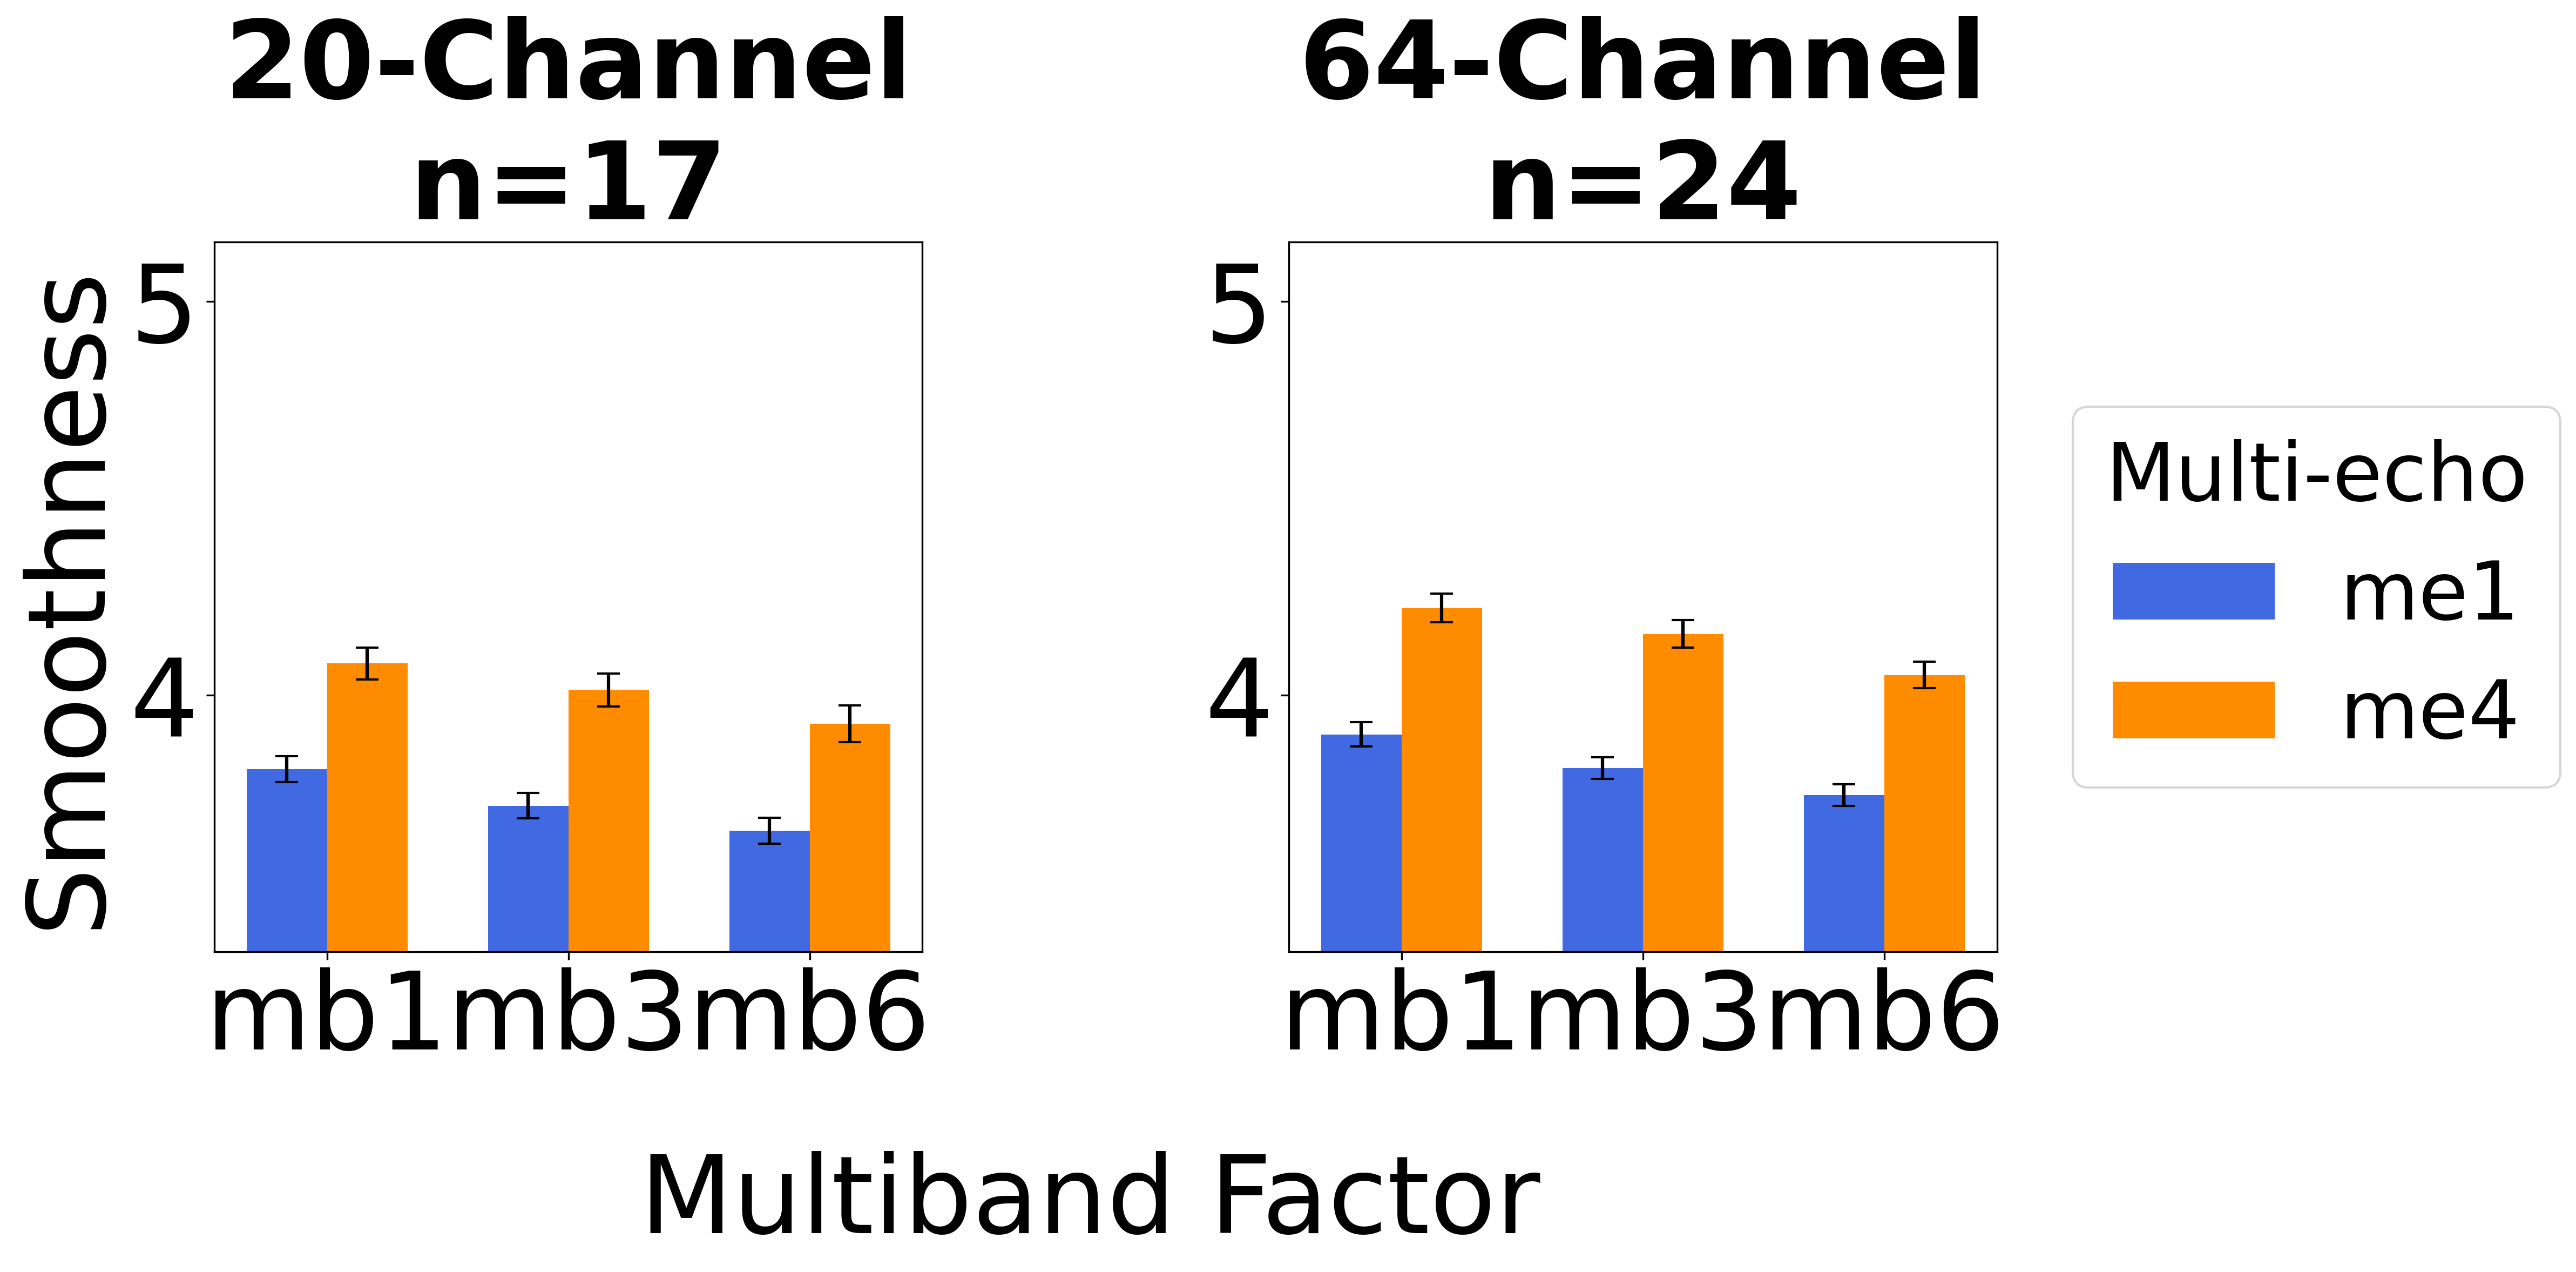 20-Channel
n=17
64-Channel
n=24
Smoothness
5
4
5
4
mb1 mb3 mb6
mb1 mb3 mb6
Multiband Factor
Multi-echo
me1
me4